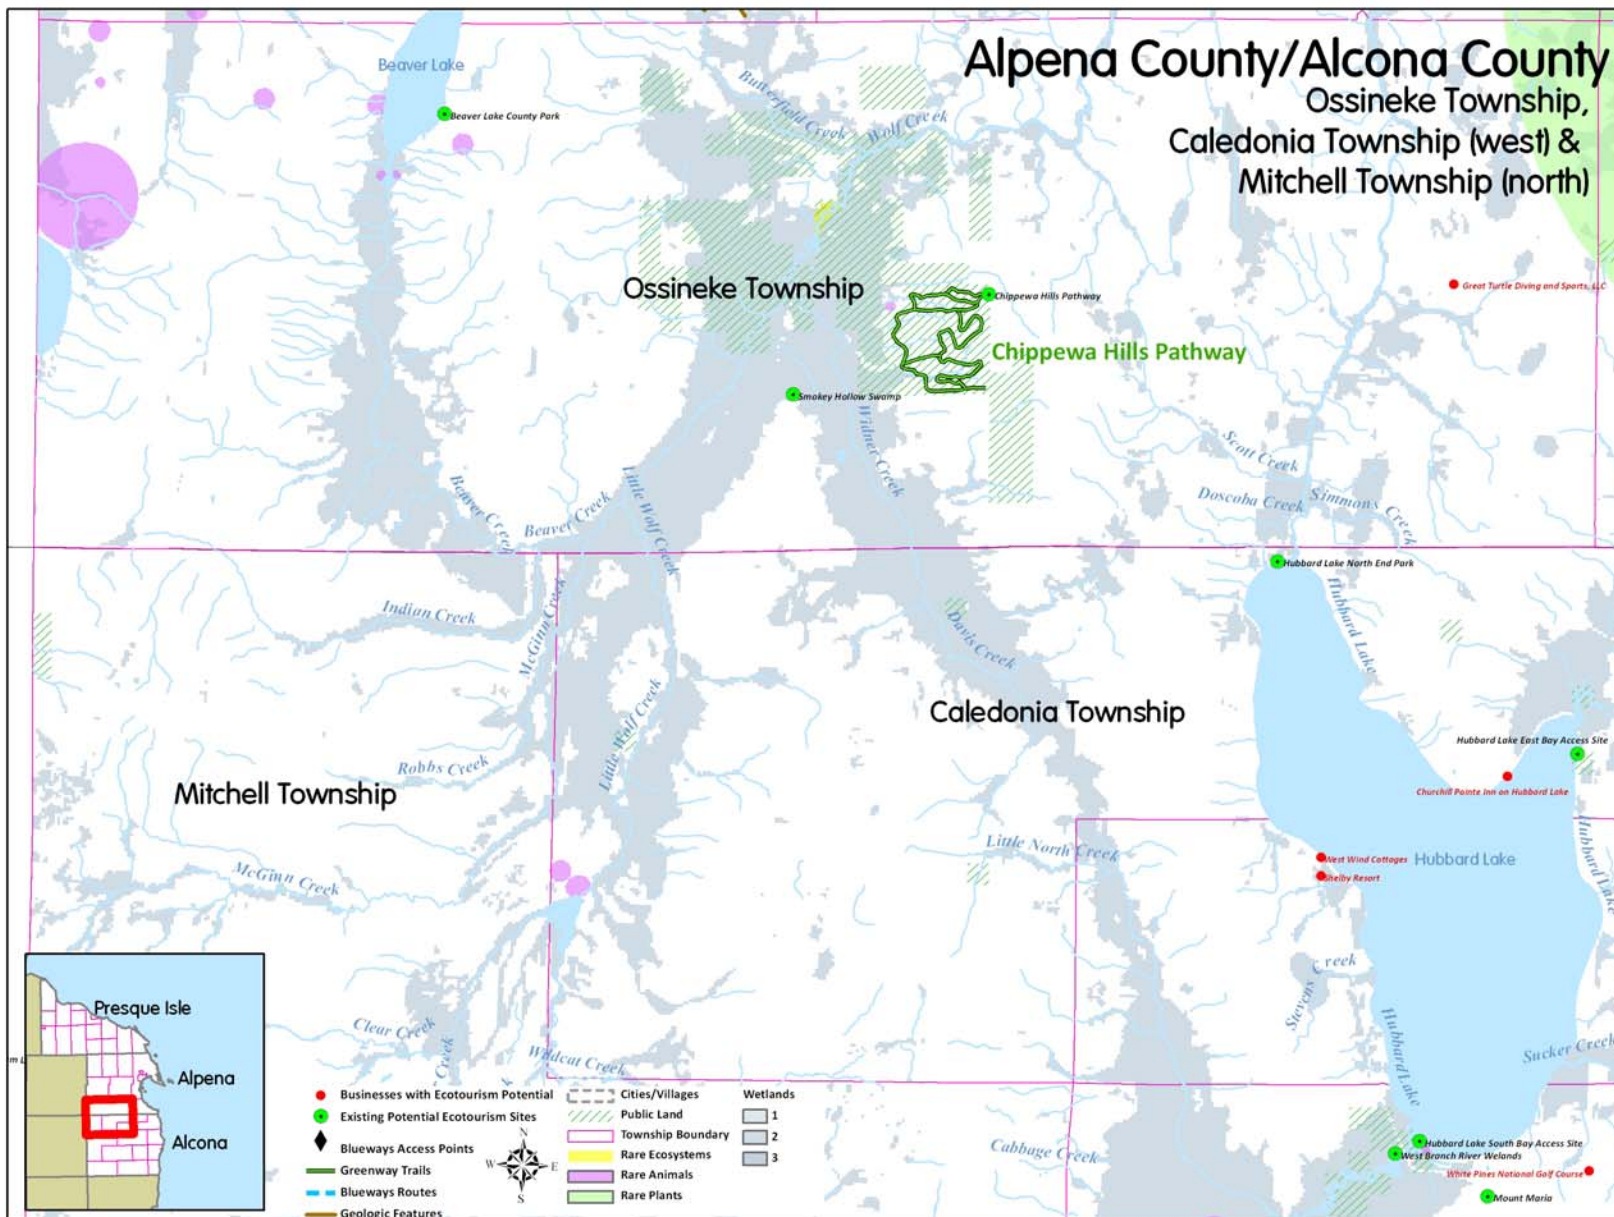 Alpena County/Alcona County
Ossineke Township,
Caledonia Township (west) &
Mitchell Township (north)
Beaver Lake
Beaver Lake County Park
Butterfield Creek
Wolf Creek
Ossineke Township
Great Turtle Diving and Sports, LLC
Chippewa Hills Pathway
Chippewa Hills Pathway
Smokey Hollow Swamp
Widner Creek
Scott Creek
Little Wolf Creek
Beaver Creek
Beaver Creek
Doscoba Creek
Simmons Creek
Hubbard Lake North End Park
Hubbard Lake
Indian Creek
McGinn Creek
Davis Creek
Caledonia Township
Little Wolf Creek
Hubbard Lake East Bay Access Site
Robbs Creek
Mitchell Township
Churchill Pointe Inn on Hubbard Lake
Hubbard Lake
Little North Creek
West Wind Cottages
Hubbard Lake
Shelby Resort
McGinn Creek
Stevens Creek
Presque Isle
Clear Creek
Creek
Wildcat Creek
Hubbard Lake
Sucker Creek
Alpena
Alcona
Businesses with Ecotourism Potential
Existing Potential Ecotourism Sites
Blueways Access Points
Greenway Trails
Blueways Routes
Geologic Features
N
W
E
S
Cities/Villages
Public Land
Township Boundary
Rare Ecosystems
Rare Animals
Rare Plants
Wetlands
1
2
3
Cabbage Creek
Hubbard Lake South Bay Access Site
West Branch River Welands
White Pines National Golf Course
Mount Maria